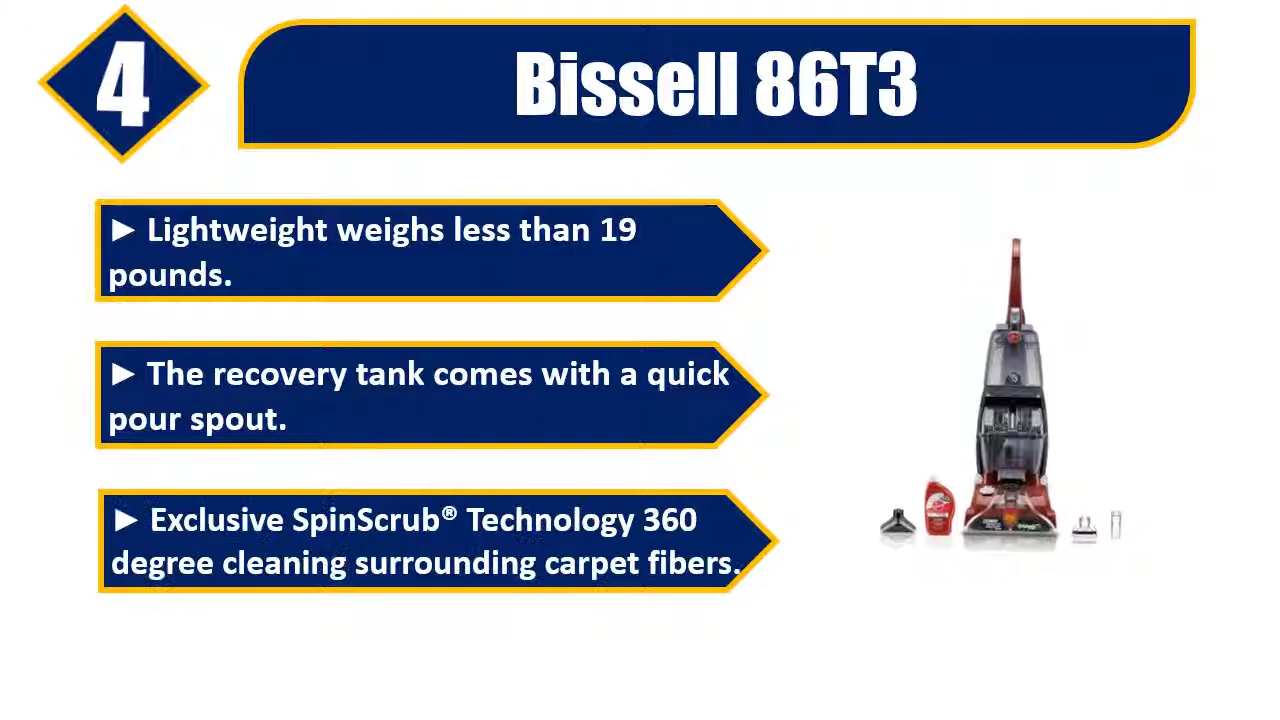 4
Bissell 86T3
► Lightweight weighs less than 19
pounds.
► The recovery tank comes with a quick
pour spout.
► Exclusive SpinScrub® Technology 360
degree cleaning surrounding carpet fibers.